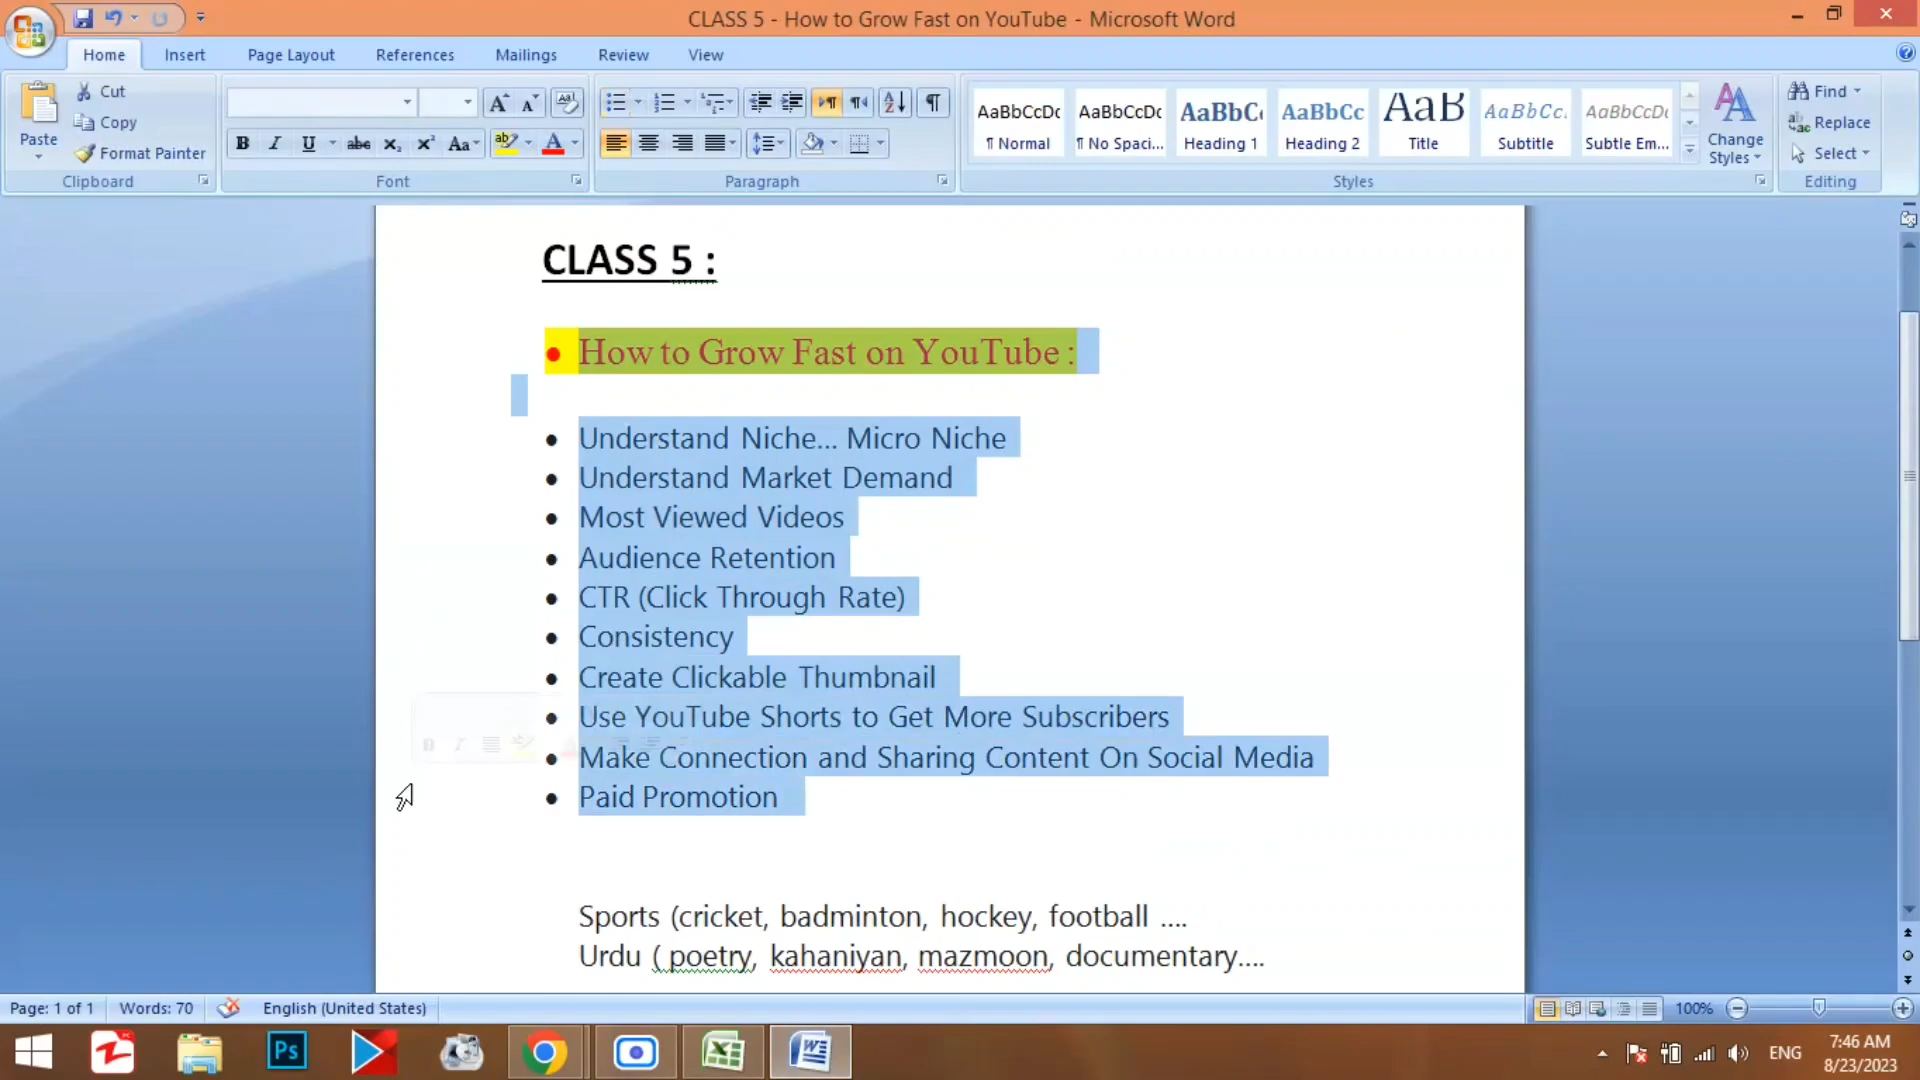 CLASS 5 - How to Grow Fast on YouTube - Microsoft Word
Home Insert Page Layout References Mailings Review View
Paste
Cut
Copy
Format Painter
Clipboard
Font
Paragraph
AaBbCcDc AaBbCcDc AaBbC AaBbCc AaB AaBbCc. AaBbCcDc
¶ Normal ¶ No Spaci... Heading 1 Heading 2 Title Subtitle Subtle Em...
Change Styles
Styles
Find
Replace
Select
Editing
CLASS 5 :
• How to Grow Fast on YouTube :
• Understand Niche... Micro Niche
• Understand Market Demand
• Most Viewed Videos
• Audience Retention
• CTR (Click Through Rate)
• Consistency
• Create Clickable Thumbnail
• Use YouTube Shorts to Get More Subscribers
• Make Connection and Sharing Content On Social Media
• Paid Promotion
Sports (cricket, badminton, hockey, football ....
Urdu ( poetry, kahaniyan, mazmoon, documentary....
Page: 1 of 1 Words: 70 English (United States) 100%
Ps
ENG
7:46 AM
8/23/2023